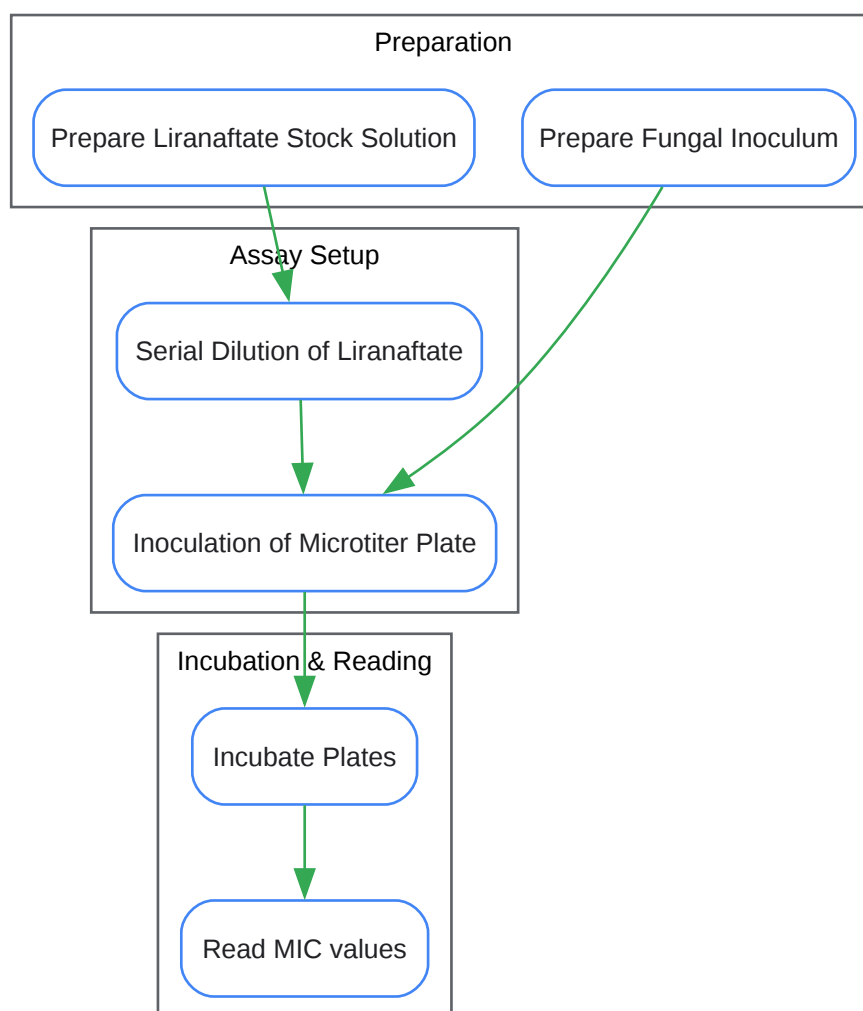 Preparation
Prepare Liranaftate Stock Solution
Prepare Fungal Inoculum
Assay Setup
Serial Dilution of Liranaftate
Inoculation of Microtiter Plate
Incubation & Reading
Incubate Plates
Read MIC values